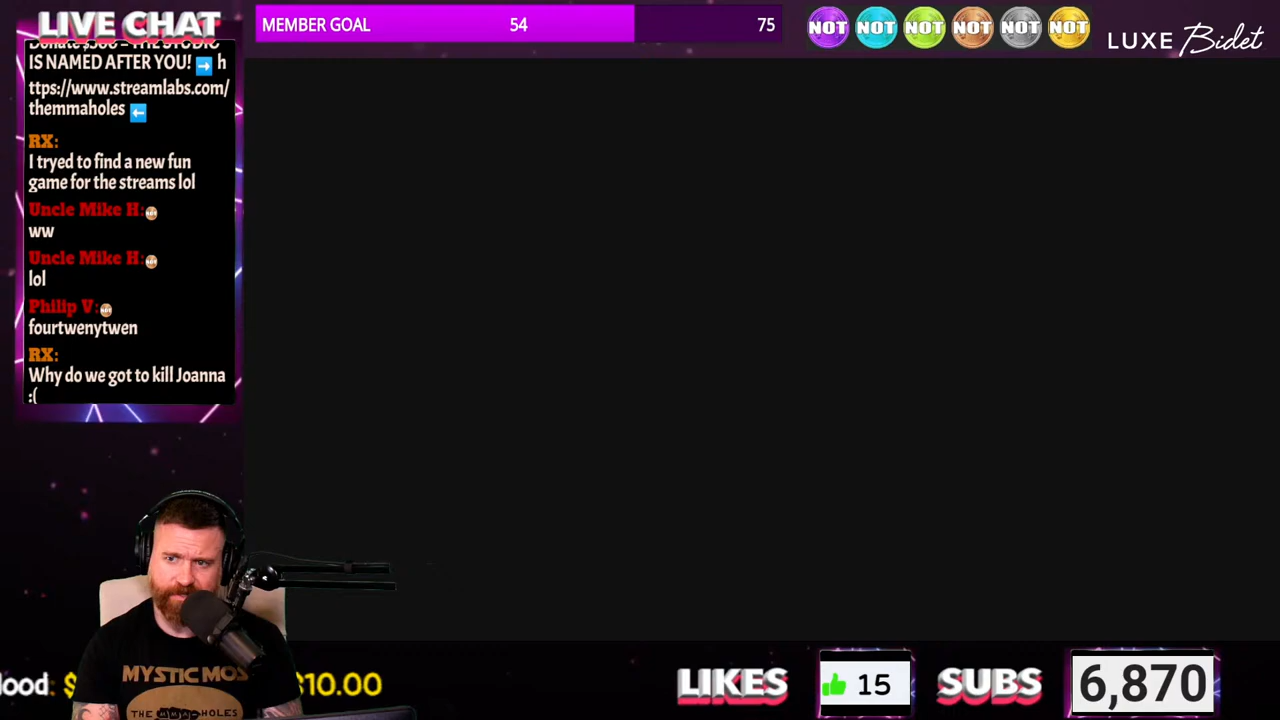 LIVE CHAT
MEMBER GOAL 54 75
NOT NOT NOT NOT NOT NOT
LUXE Bidet
IS NAMED AFTER YOU! ➡️ h
ttps://www.streamlabs.com/
themmaholes ⬅️
RX:
I tryed to find a new fun
game for the streams lol
Uncle Mike H:
ww
Uncle Mike H:
lol
Philip V:
fourtwenytwen
RX:
Why do we got to kill Joanna
:(
MYSTIC MOS
THE HOLES
lood: $ $10.00
LIKES 15 SUBS 6,870